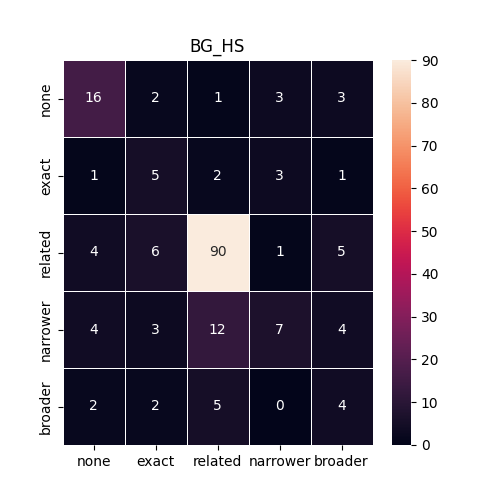 BG_HS
none 16 2 1 3 3
exact 1 5 2 3 1
related 4 6 90 1 5
narrower 4 3 12 7 4
broader 2 2 5 0 4
none exact related narrower broader
90
80
70
60
50
40
30
20
10
0